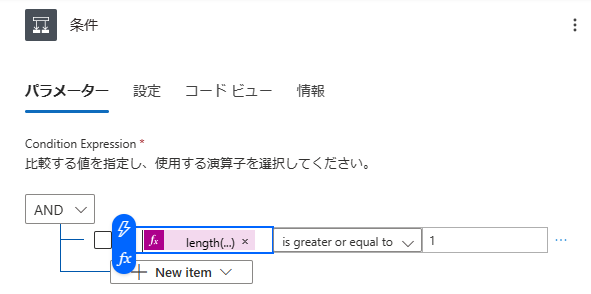 条件
パラメーター 設定 コード ビュー 情報
Condition Expression *
比較する値を指定し、使用する演算子を選択してください。
AND
fx length(...) × is greater or equal to 1 ...
fx
+ New item